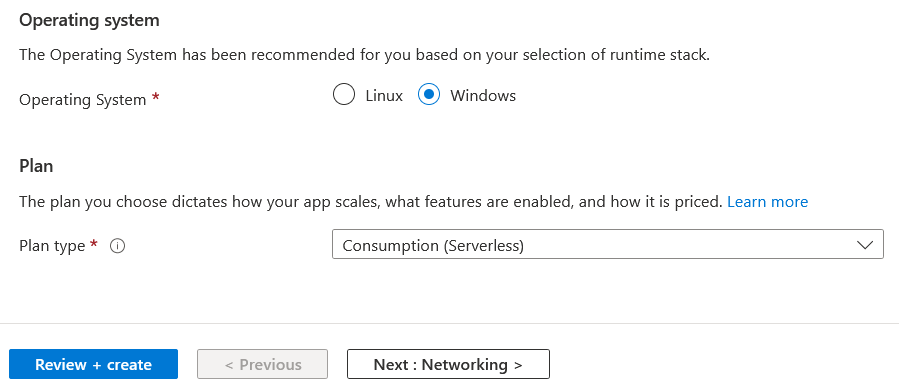 Operating system
The Operating System has been recommended for you based on your selection of runtime stack.
Operating System * Linux Windows
Plan
The plan you choose dictates how your app scales, what features are enabled, and how it is priced. Learn more
Plan type * Consumption (Serverless)
Review + create < Previous Next : Networking >